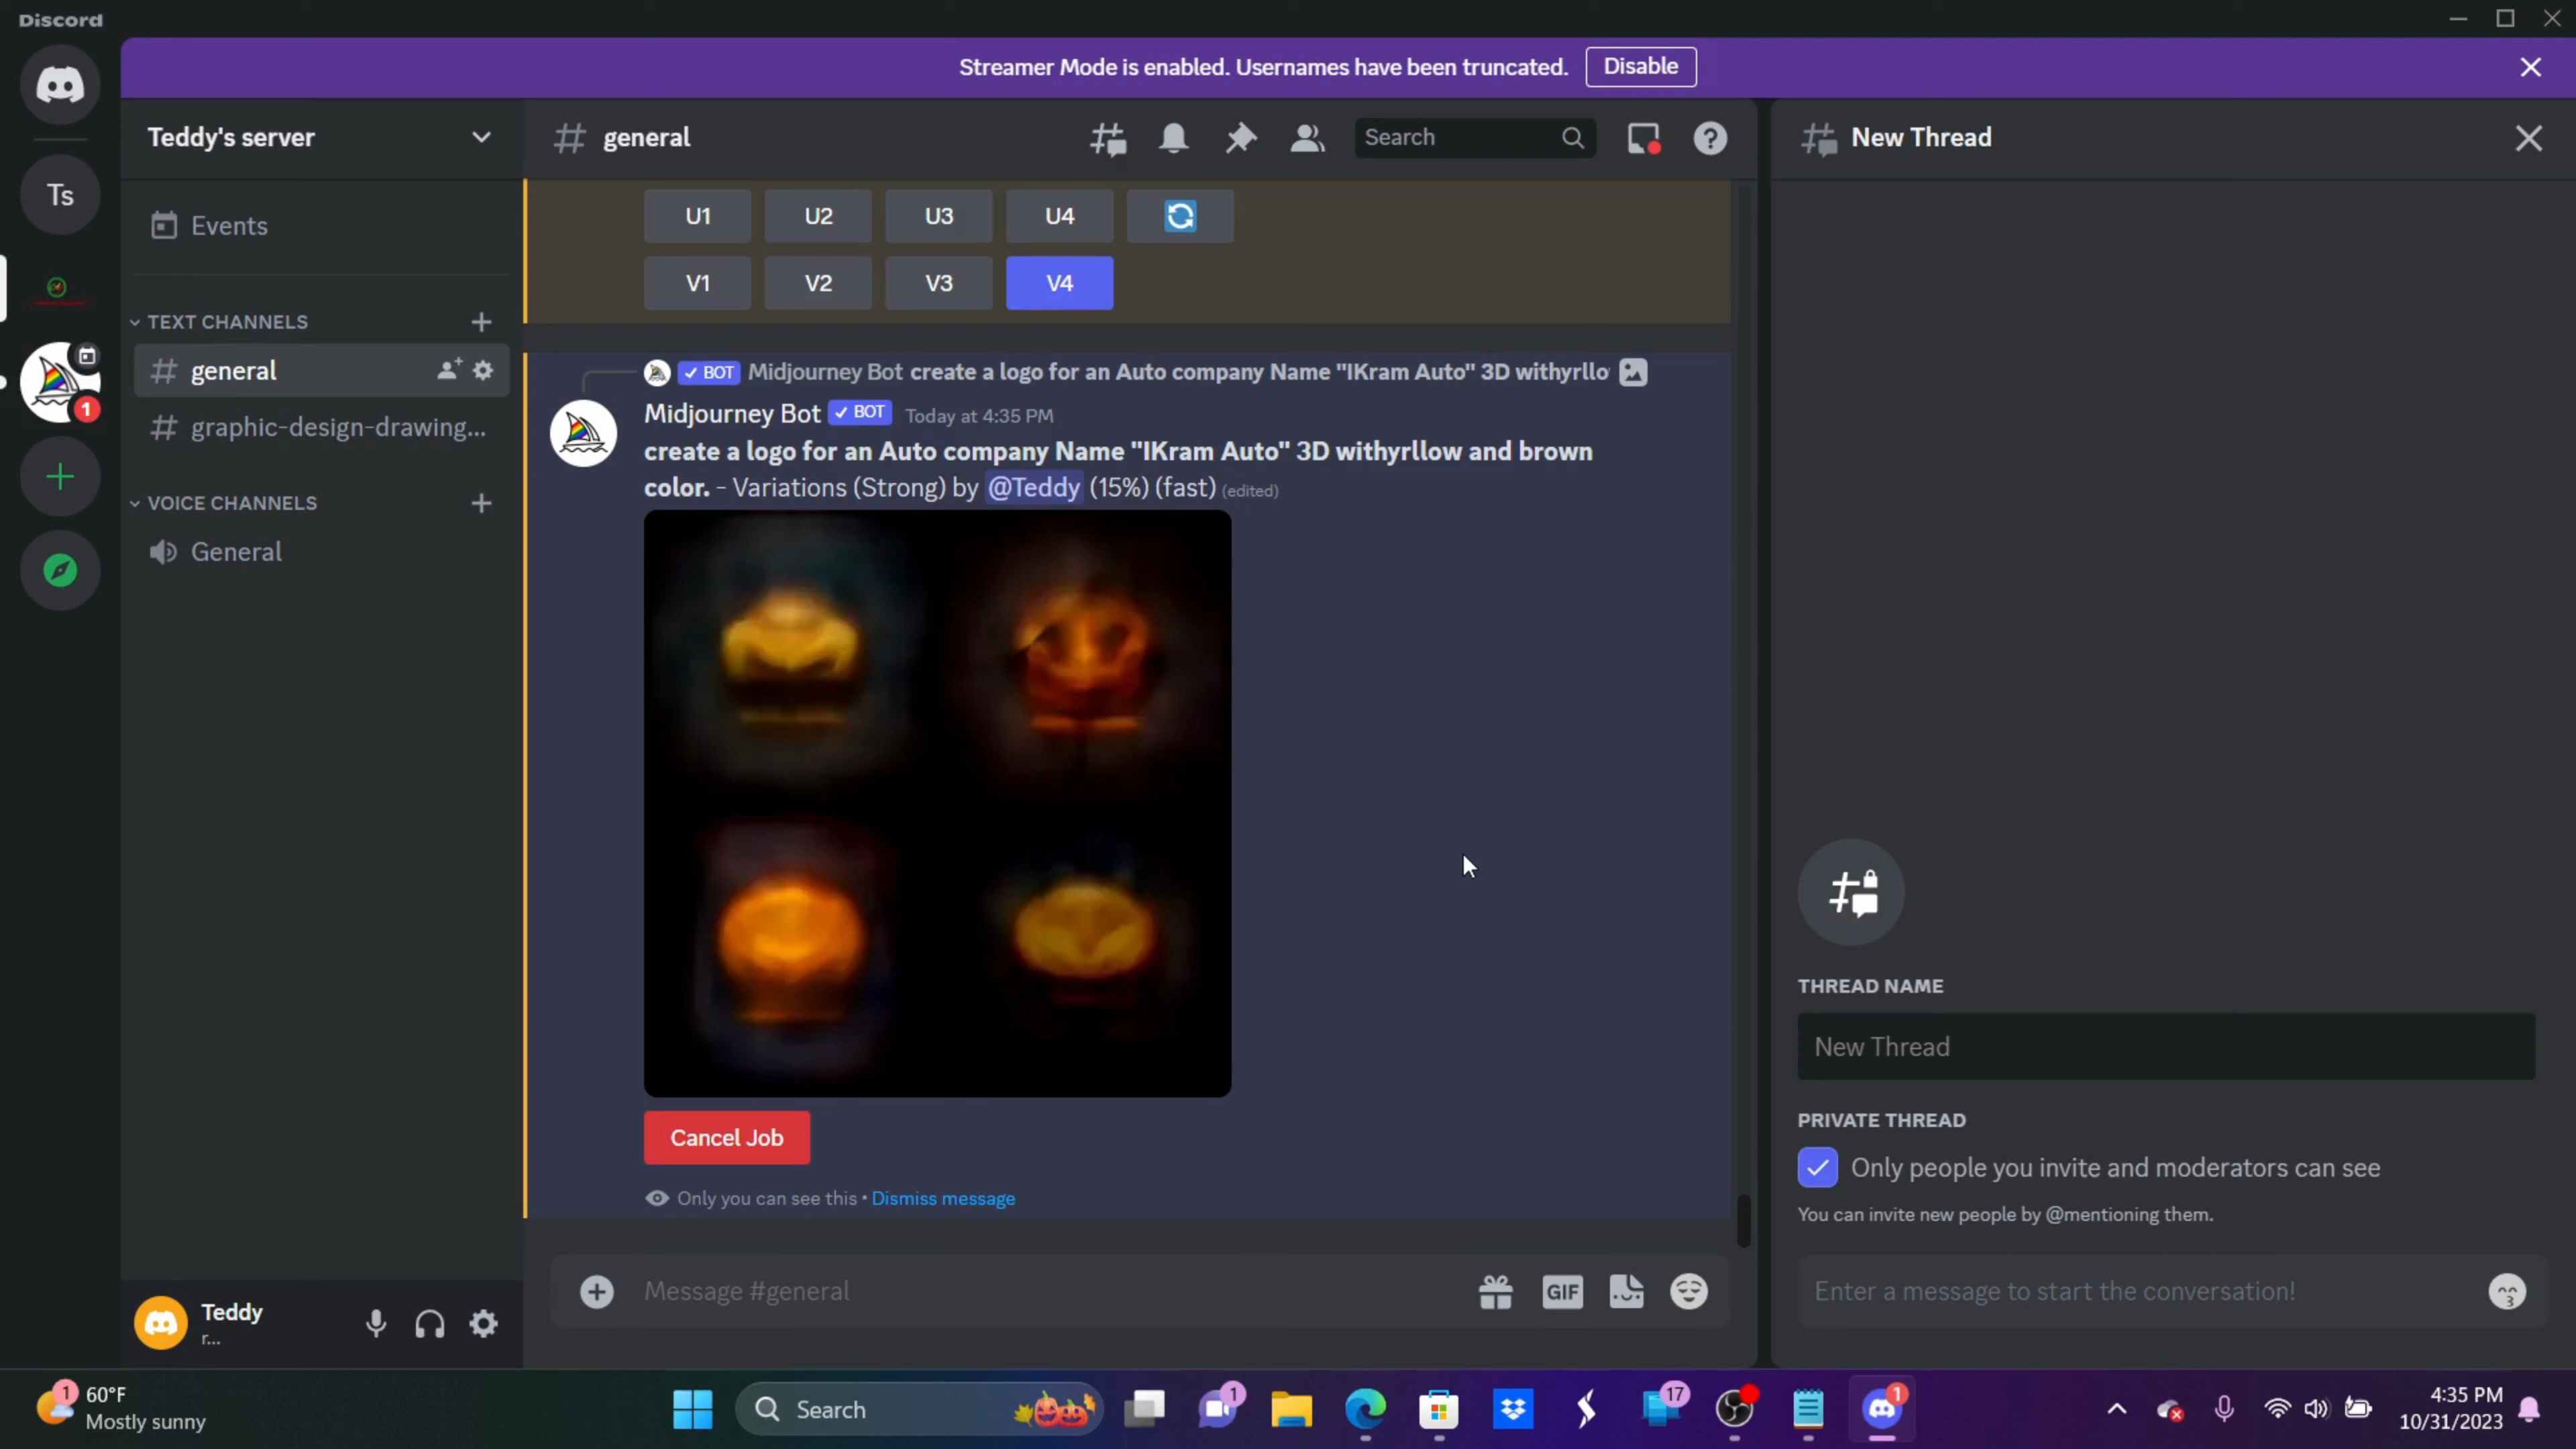 Discord
Streamer Mode is enabled. Usernames have been truncated.
Disable
Teddy's server
general
Search
New Thread
Ts
Events
U1
U2
U3
U4
V1
V2
V3
V4
TEXT CHANNELS
general
graphic-design-drawing...
VOICE CHANNELS
General
1
BOT Midjourney Bot create a logo for an Auto company Name "IKram Auto" 3D withyrllo
Midjourney Bot BOT Today at 4:35 PM
create a logo for an Auto company Name "IKram Auto" 3D withyrllow and brown
color. - Variations (Strong) by @Teddy (15%) (fast) (edited)
Cancel Job
Only you can see this • Dismiss message
Message #general
GIF
THREAD NAME
New Thread
PRIVATE THREAD
Only people you invite and moderators can see
You can invite new people by @mentioning them.
Enter a message to start the conversation!
Teddy
r...
1
60°F
Mostly sunny
Search
1
17
1
4:35 PM
10/31/2023